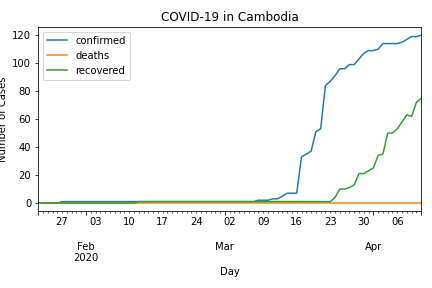 COVID-19 in Cambodia
confirmed
deaths
recovered
120
100
80
60
40
20
0
Number of Cases
27 03 10 17 24 02 09 16 23 30 06
Feb Mar Apr
2020
Day